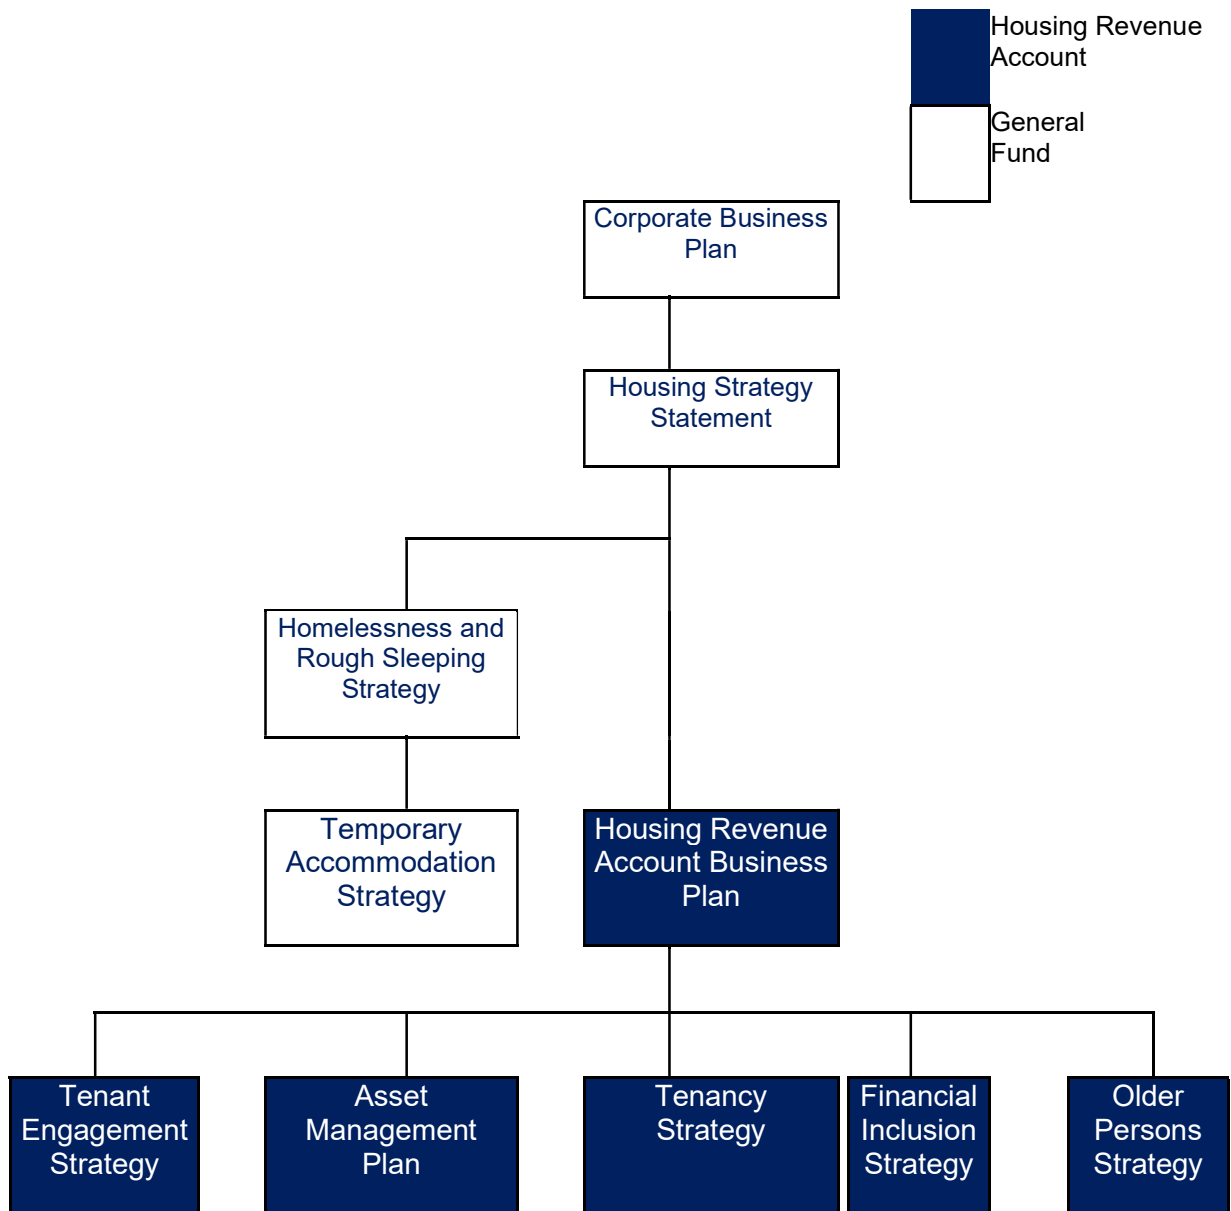 Housing Revenue
Account
General
Fund
Corporate Business
Plan
Housing Strategy
Statement
Homelessness and
Rough Sleeping
Strategy
Temporary
Accommodation
Strategy
Housing Revenue
Account Business
Plan
Tenant
Engagement
Strategy
Asset
Management
Plan
Tenancy
Strategy
Financial
Inclusion
Strategy
Older
Persons
Strategy